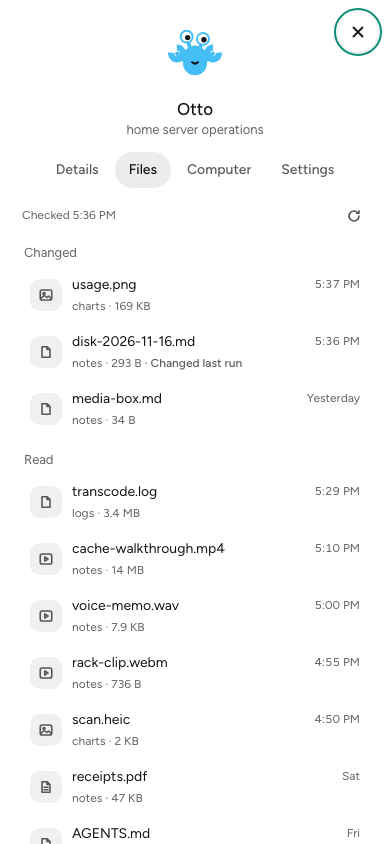 Otto
home server operations
Details Files Computer Settings
Checked 5:36 PM
Changed
usage.png 5:37 PM
charts · 169 KB
disk-2026-11-16.md 5:36 PM
notes · 293 B · Changed last run
media-box.md Yesterday
notes · 34 B
Read
transcode.log 5:29 PM
logs · 3.4 MB
cache-walkthrough.mp4 5:10 PM
notes · 14 MB
voice-memo.wav 5:00 PM
notes · 7.9 KB
rack-clip.webm 4:55 PM
notes · 736 B
scan.heic 4:50 PM
charts · 2 KB
receipts.pdf Sat
notes · 47 KB
AGENTS.md Fri